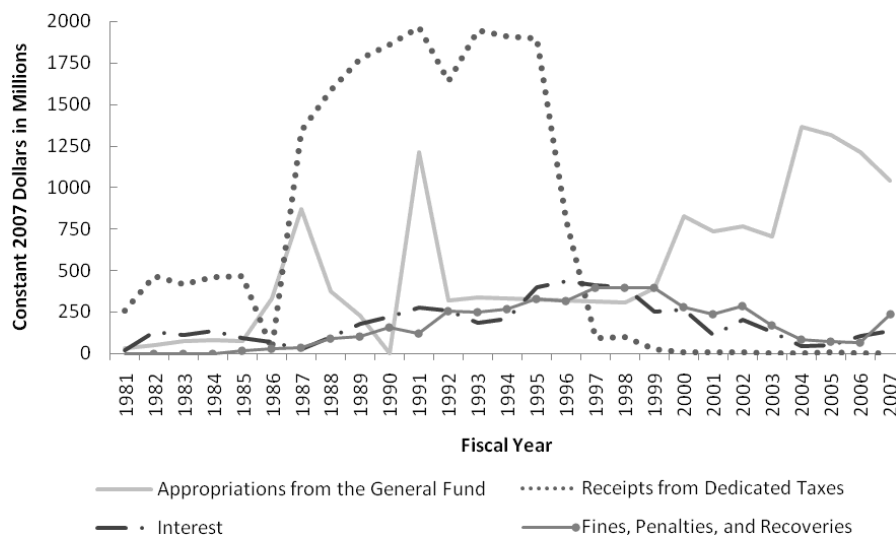 Constant 2007 Dollars in Millions
2000
1750
1500
1250
1000
750
500
250
0
1981 1982 1983 1984 1985 1986 1987 1988 1989 1990 1991 1992 1993 1994 1995 1996 1997 1998 1999 2000 2001 2002 2003 2004 2005 2006 2007
Fiscal Year
Appropriations from the General Fund
Receipts from Dedicated Taxes
Interest
Fines, Penalties, and Recoveries